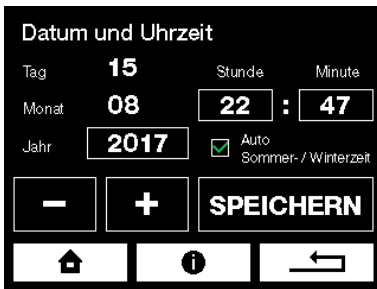 Datum und Uhrzeit
Tag 15 Stunde Minute
Monat 08 22 : 47
Jahr 2017 Auto
Sommer- / Winterzeit
− + SPEICHERN